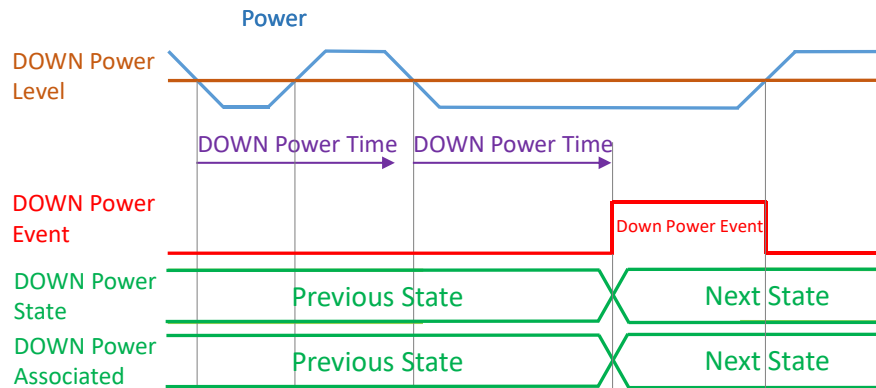 Power
DOWN Power
Level
DOWN Power Time
DOWN Power Time
DOWN Power
Event
Down Power Event
DOWN Power
State
Previous State
Next State
DOWN Power
Associated
Previous State
Next State